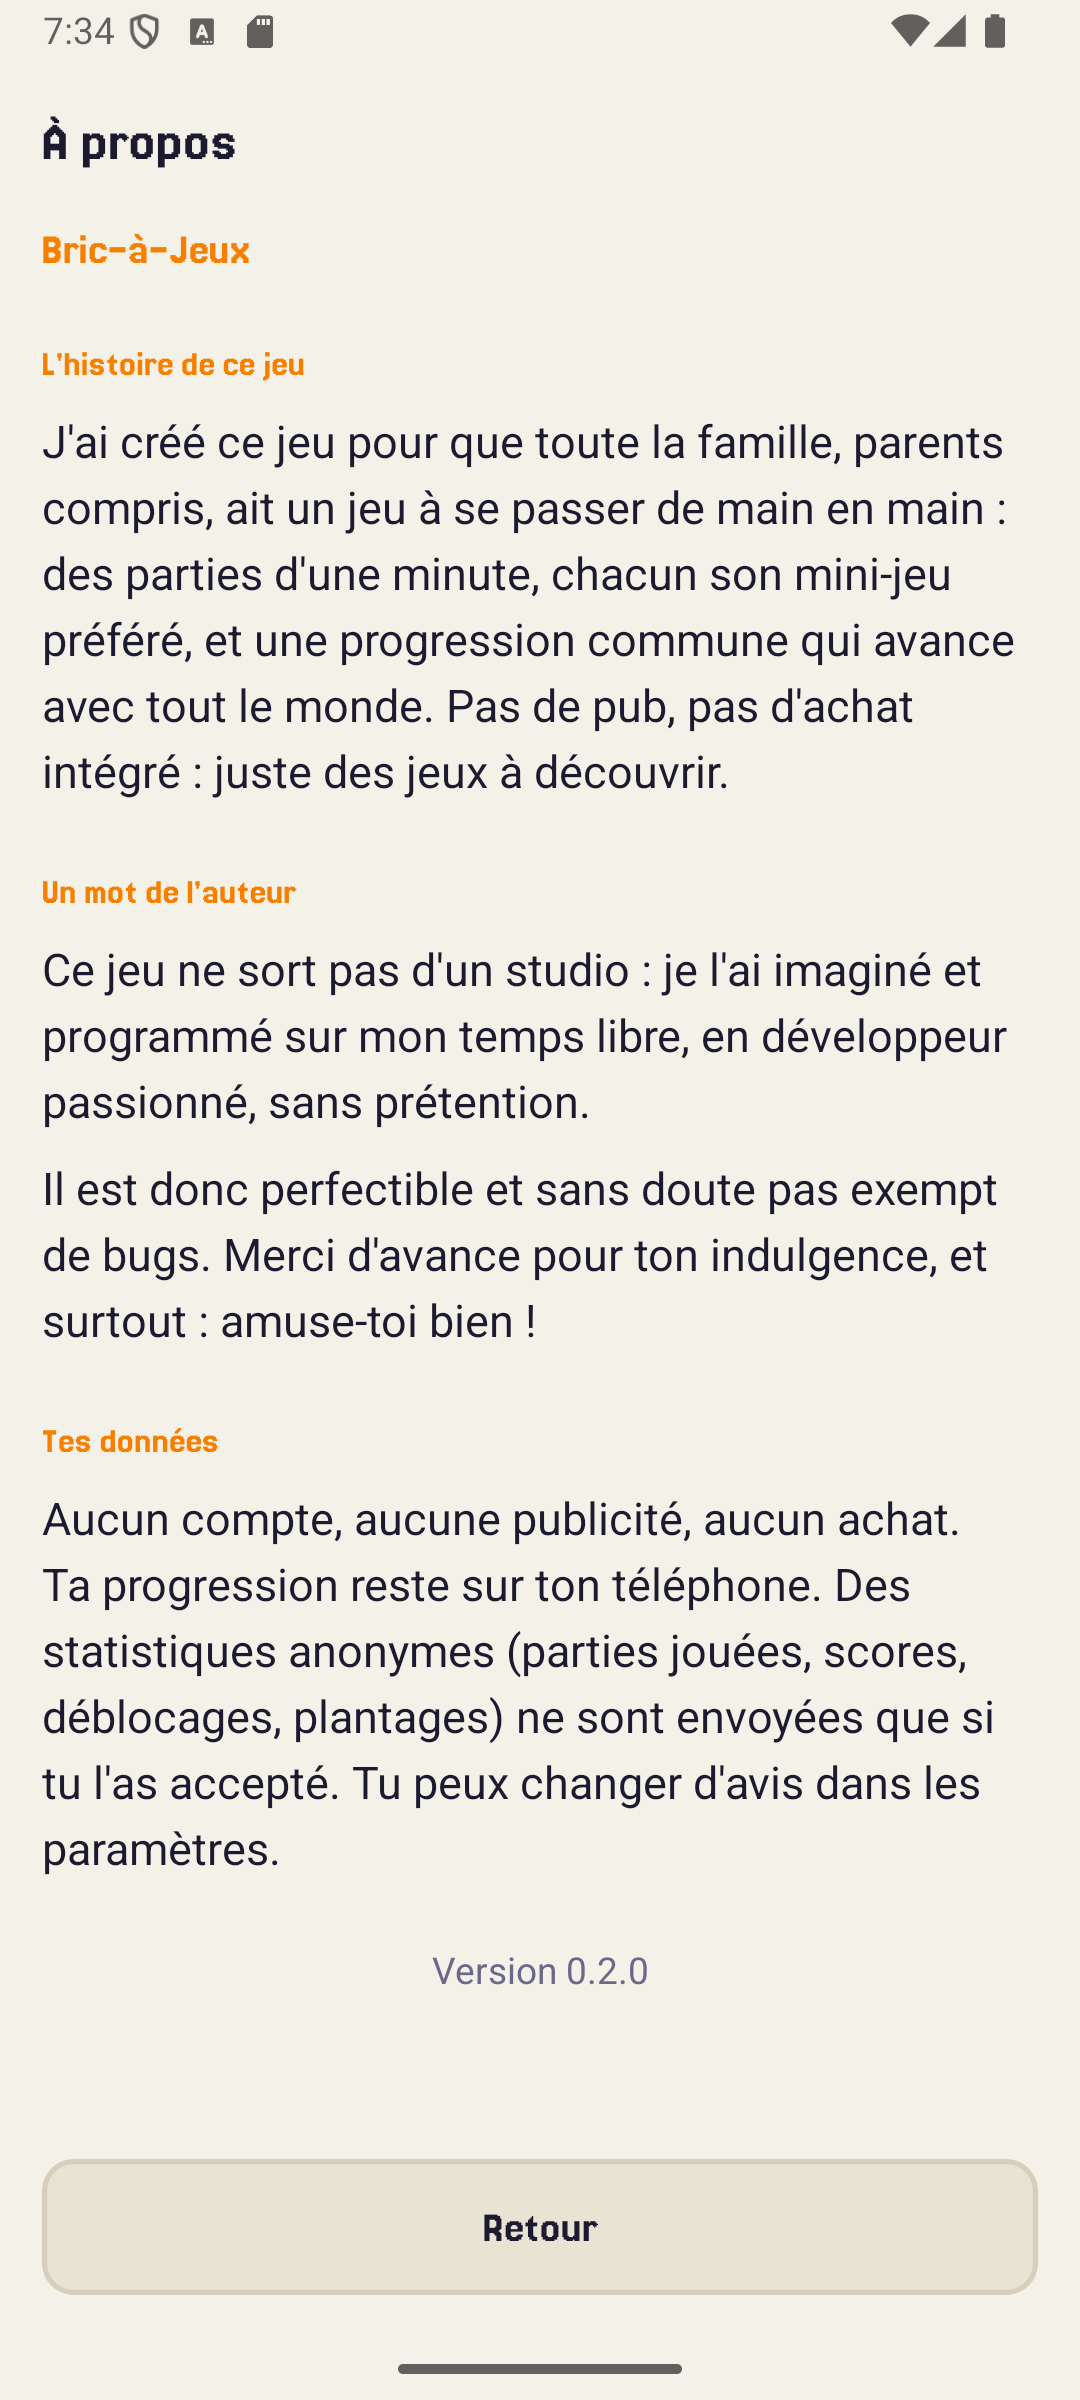 7:34
À propos
Bric-à-Jeux
L'histoire de ce jeu
J'ai créé ce jeu pour que toute la famille, parents
compris, ait un jeu à se passer de main en main :
des parties d'une minute, chacun son mini-jeu
préféré, et une progression commune qui avance
avec tout le monde. Pas de pub, pas d'achat
intégré : juste des jeux à découvrir.
Un mot de l'auteur
Ce jeu ne sort pas d'un studio : je l'ai imaginé et
programmé sur mon temps libre, en développeur
passionné, sans prétention.
Il est donc perfectible et sans doute pas exempt
de bugs. Merci d'avance pour ton indulgence, et
surtout : amuse-toi bien !
Tes données
Aucun compte, aucune publicité, aucun achat.
Ta progression reste sur ton téléphone. Des
statistiques anonymes (parties jouées, scores,
déblocages, plantages) ne sont envoyées que si
tu l'as accepté. Tu peux changer d'avis dans les
paramètres.
Version 0.2.0
Retour